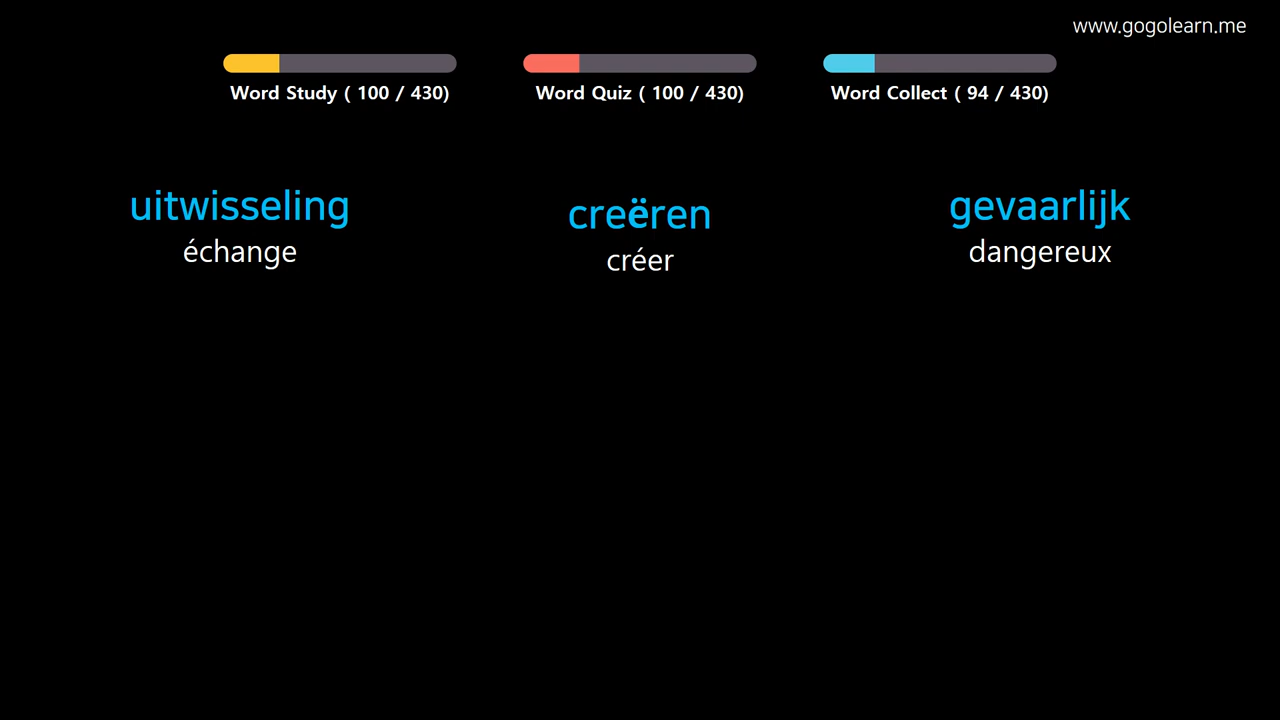 www.gogolearn.me
Word Study ( 100 / 430)
Word Quiz ( 100 / 430)
Word Collect ( 94 / 430)
uitwisseling
échange
creëren
créer
gevaarlijk
dangereux